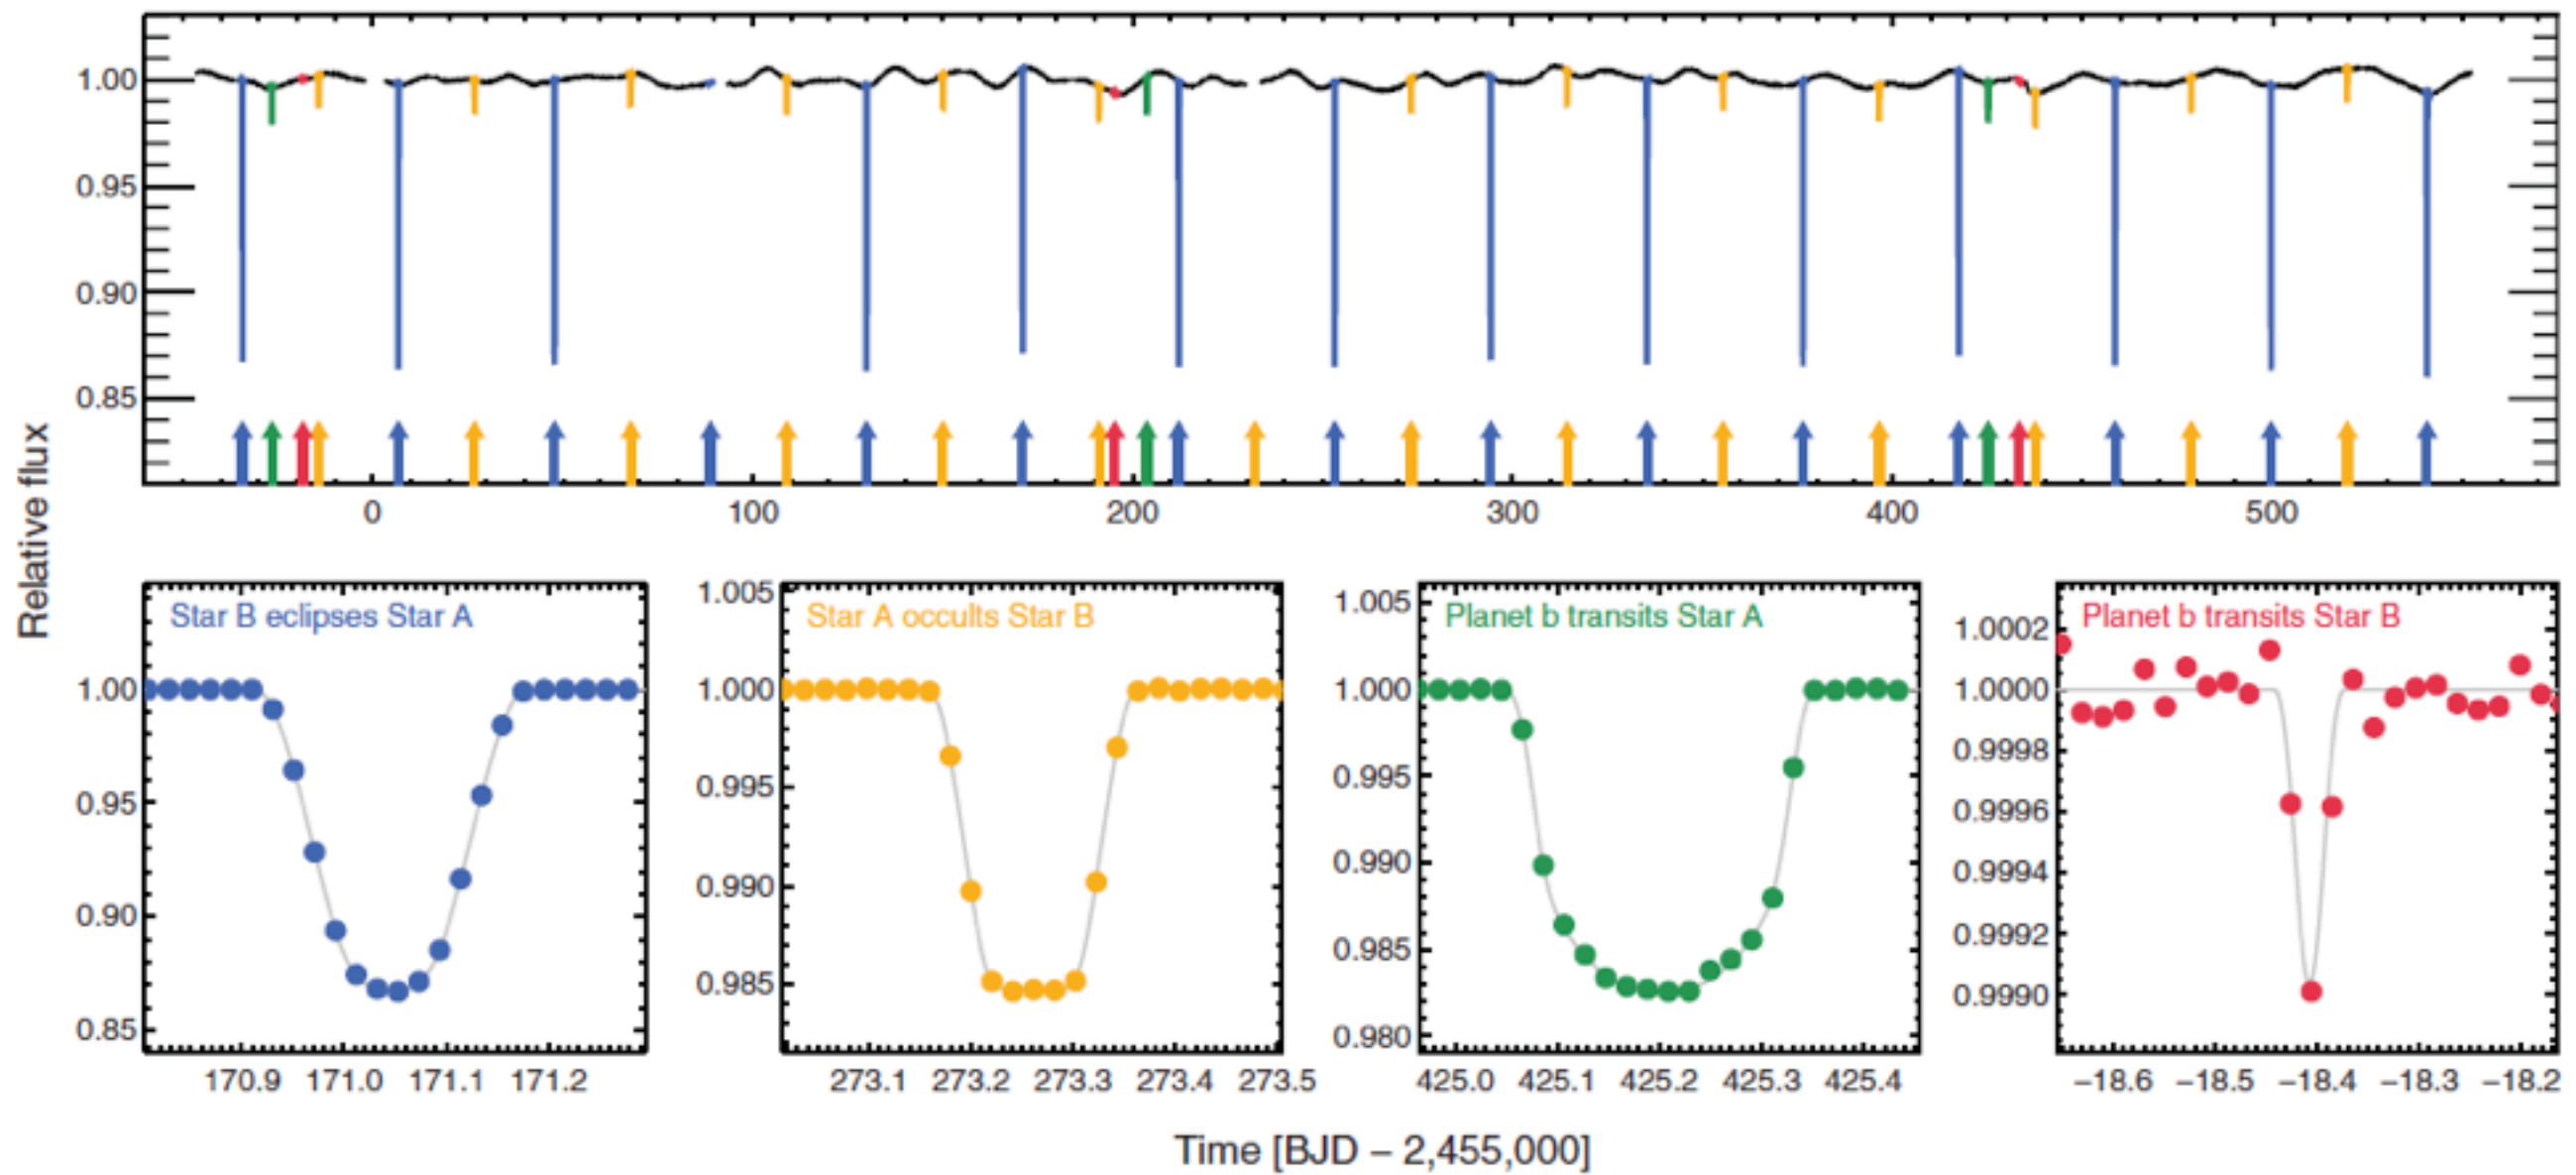 Relative flux
1.00
0.95
0.90
0.85
0 100 200 300 400 500
Star B eclipses Star A
1.00
0.95
0.90
0.85
170.9 171.0 171.1 171.2
Star A occults Star B
1.005
1.000
0.995
0.990
0.985
273.1 273.2 273.3 273.4 273.5
Planet b transits Star A
1.005
1.000
0.995
0.990
0.985
0.980
425.0 425.1 425.2 425.3 425.4
Planet b transits Star B
1.0002
1.0000
0.9998
0.9996
0.9994
0.9992
0.9990
−18.6 −18.5 −18.4 −18.3 −18.2
Time [BJD – 2,455,000]